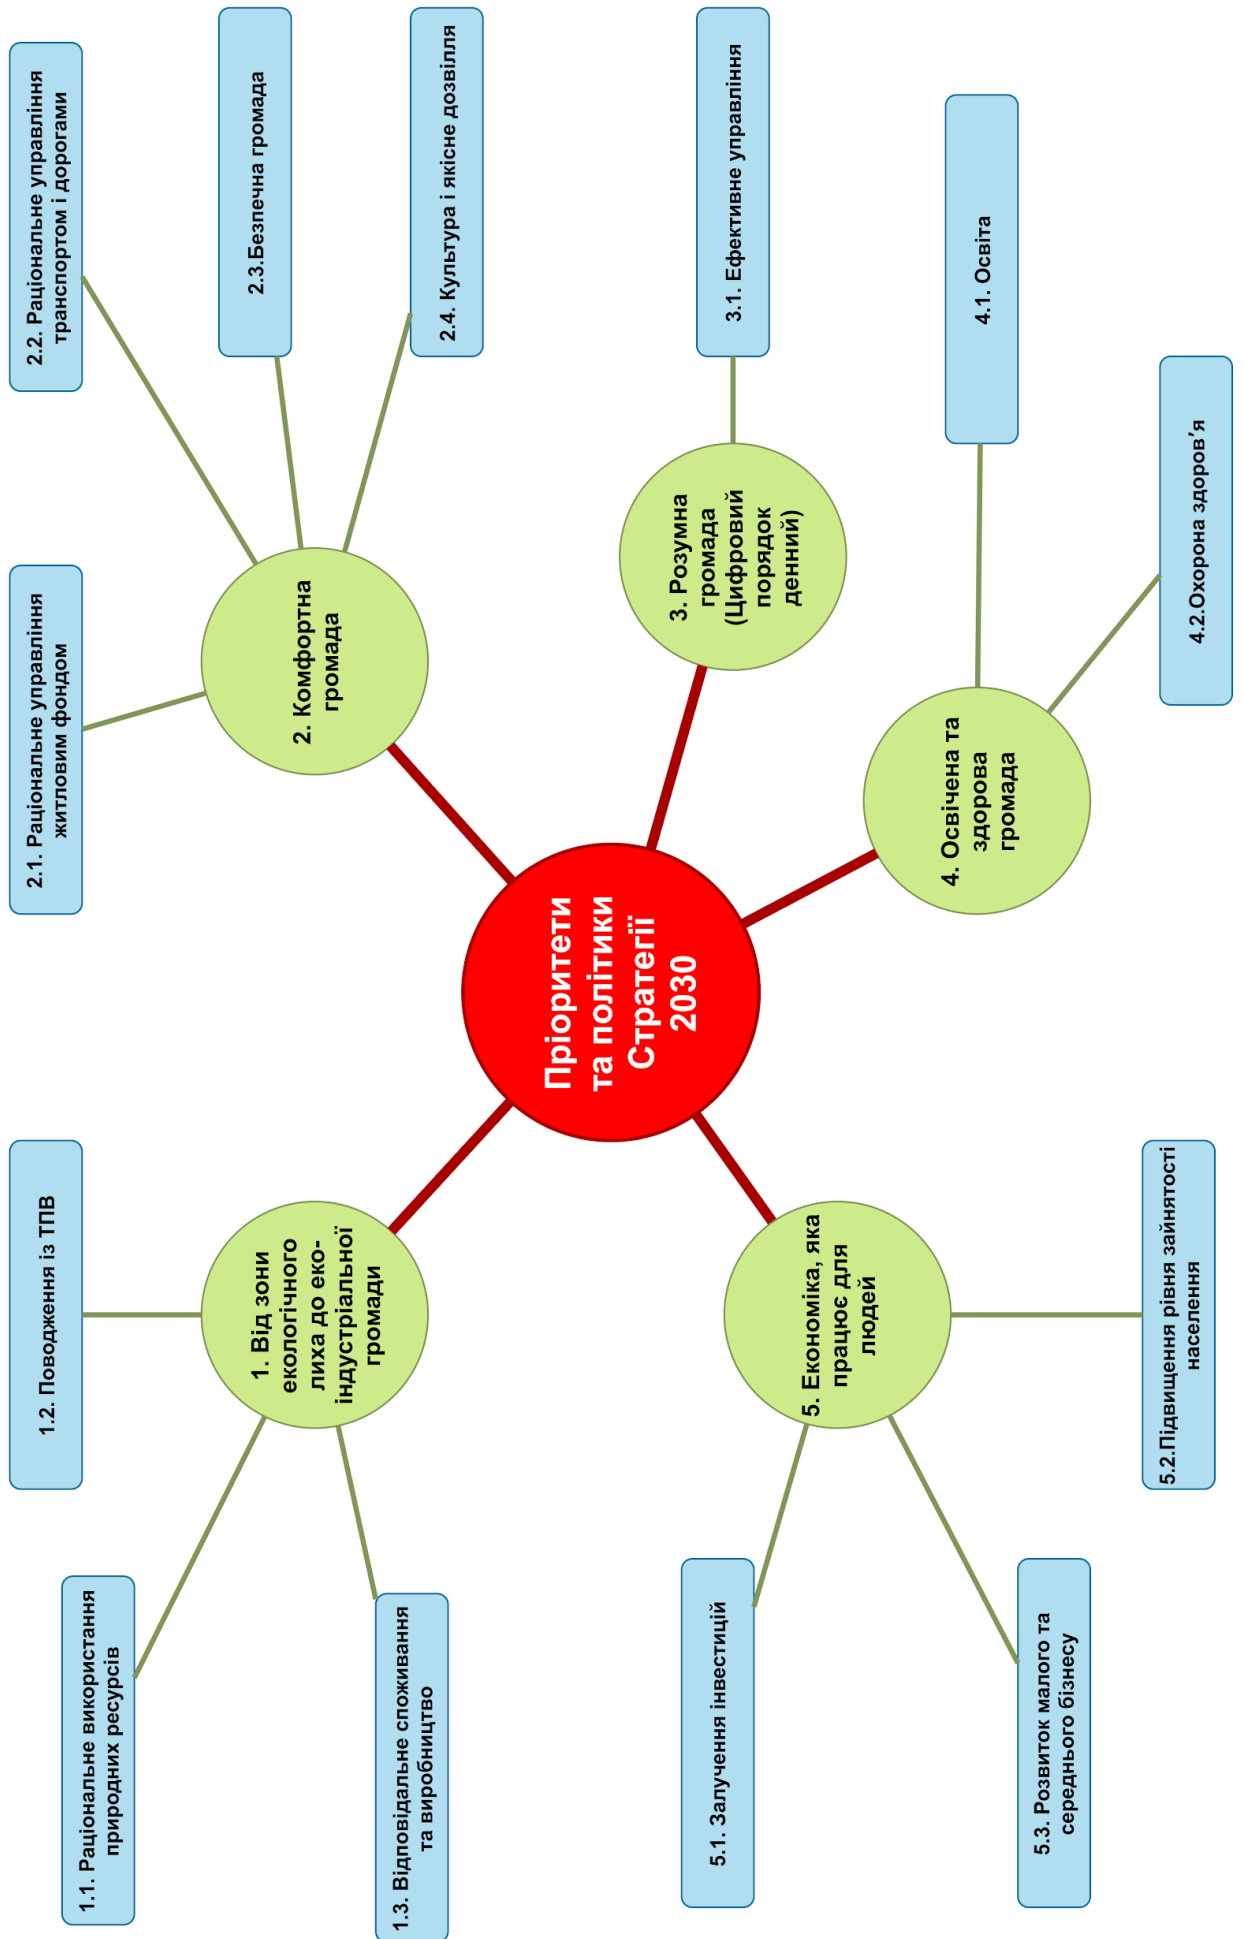 Пріоритети
та політики
Стратегії
2030
1. Від зони
екологічного
лиха до еко-
індустріальної
громади
1.1. Раціональне використання
природних ресурсів
1.2. Поводження із ТПВ
1.3. Відповідальне споживання
та виробництво
2. Комфортна
громада
2.1. Раціональне управління
житловим фондом
2.2. Раціональне управління
транспортом і дорогами
2.3.Безпечна громада
2.4. Культура і якісне дозвілля
3. Розумна
громада
(Цифровий
порядок
денний)
3.1. Ефективне управління
4. Освічена та
здорова
громада
4.1. Освіта
4.2.Охорона здоров’я
5. Економіка, яка
працює для
людей
5.1. Залучення інвестицій
5.2.Підвищення рівня зайнятості
населення
5.3. Розвиток малого та
середнього бізнесу